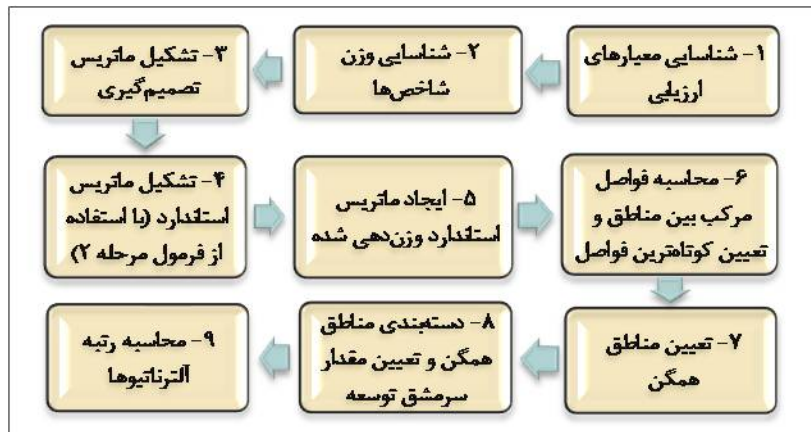 ۱- شناسایی معیارهای
ارزیابی
۲- شناسایی وزن
شاخص‌ها
۳- تشکیل ماتریس
تصمیم‌گیری
۴- تشکیل ماتریس
استاندارد (با استفاده
از فرمول مرحله ۲)
۵- ایجاد ماتریس
استاندارد وزن‌دهی شده
۶- محاسبه فواصل
مرکب بین مناطق و
تعیین کوتاه‌ترین فواصل
۷- تعیین مناطق
همگن
۸- دسته‌بندی مناطق
همگن و تعیین مقدار
سرمشق توسعه
۹- محاسبه رتبه
آلترناتیوها